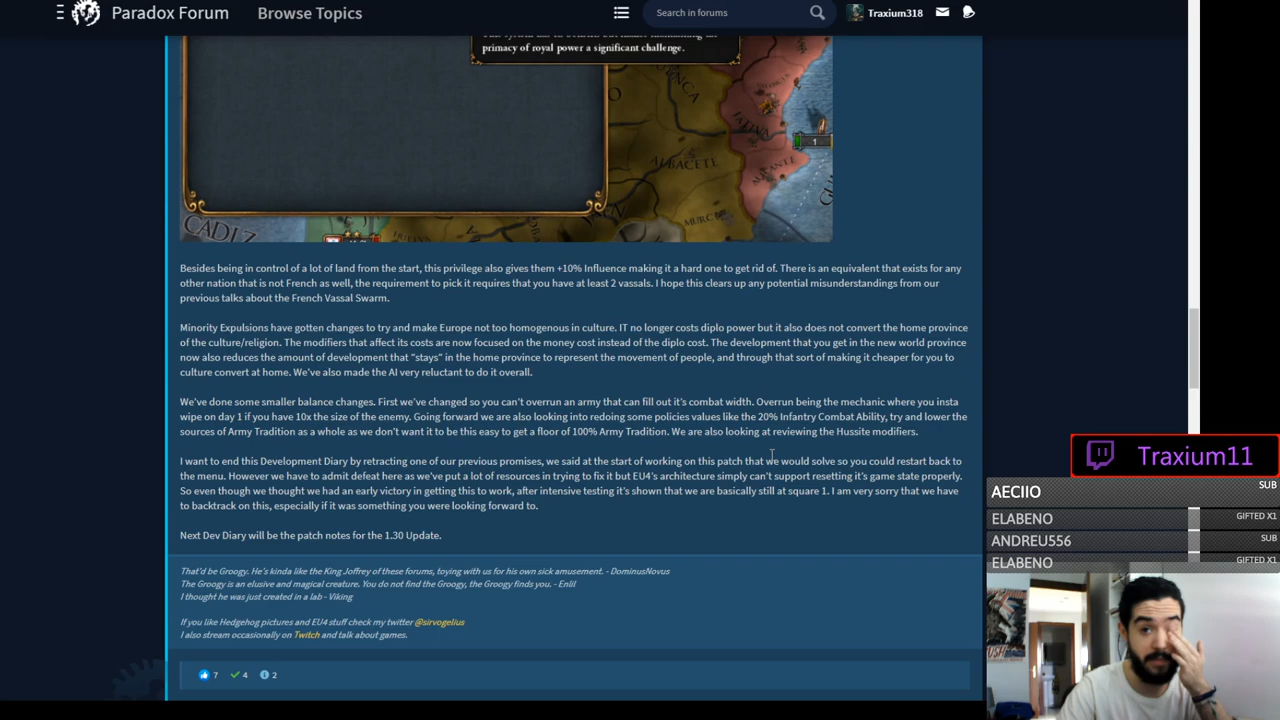 Paradox Forum
Browse Topics
Search in forums
Traxium318
primacy of royal power a significant challenge.
ENCA
JATIVA
1
ALBACETE
ALICANTE
MURC
CADIZ
Besides being in control of a lot of land from the start, this privilege also gives them +10% Influence making it a hard one to get rid of. There is an equivalent that exists for any
other nation that is not French as well, the requirement to pick it requires that you have at least 2 vassals. I hope this clears up any potential misunderstandings from our
previous talks about the French Vassal Swarm.
Minority Expulsions have gotten changes to try and make Europe not too homogenous in culture. IT no longer costs diplo power but it also does not convert the home province
of the culture/religion. The modifiers that affect its costs are now focused on the money cost instead of the diplo cost. The development that you get in the new world province
now also reduces the amount of development that "stays" in the home province to represent the movement of people, and through that sort of making it cheaper for you to
culture convert at home. We've also made the AI very reluctant to do it overall.
We've done some smaller balance changes. First we've changed so you can't overrun an army that can fill out it's combat width. Overrun being the mechanic where you insta
wipe on day 1 if you have 10x the size of the enemy. Going forward we are also looking into redoing some policies values like the 20% Infantry Combat Ability, try and lower the
sources of Army Tradition as a whole as we don't want it to be this easy to get a floor of 100% Army Tradition. We are also looking at reviewing the Hussite modifiers.
I want to end this Development Diary by retracting one of our previous promises, we said at the start of working on this patch that we would solve so you could restart back to
the menu. However we have to admit defeat here as we've put a lot of resources in trying to fix it but EU4's architecture simply can't support resetting it's game state properly.
So even though we thought we had an early victory in getting this to work, after intensive testing it's shown that we are basically still at square 1. I am very sorry that we have
to backtrack on this, especially if it was something you were looking forward to.
Next Dev Diary will be the patch notes for the 1.30 Update.
That'd be Groogy. He's kinda like the King Joffrey of these forums, toying with us for his own sick amusement. - DominusNovus
The Groogy is an elusive and magical creature. You do not find the Groogy, the Groogy finds you. - Enlil
I thought he was just created in a lab - Viking
If you like Hedgehog pictures and EU4 stuff check my twitter @sirvogelius
I also stream occasionally on Twitch and talk about games.
7 4 2
Traxium11
AECIIO SUB
ELABENO GIFTED X1
ANDREU556 SUB
ELABENO GIFTED X1